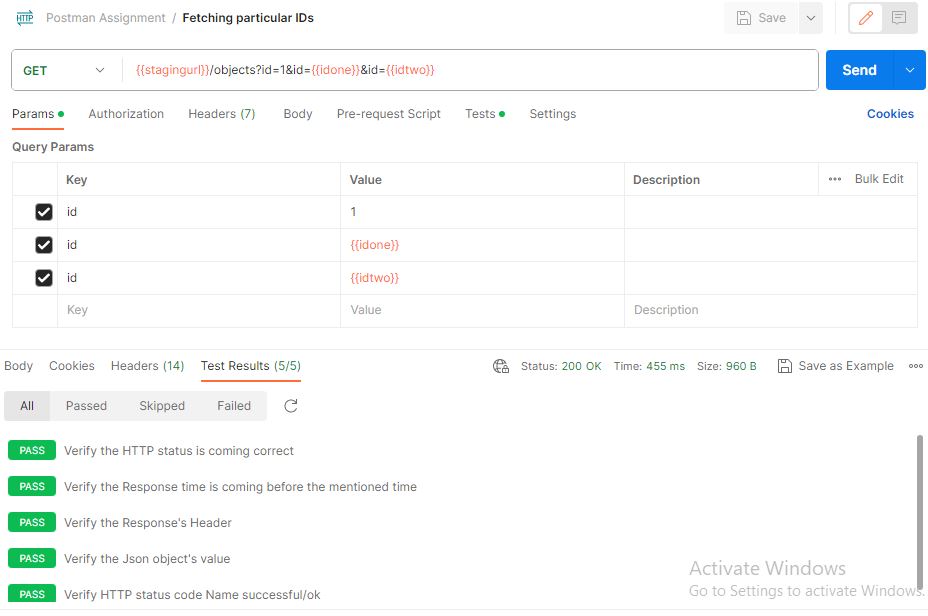 HTTP Postman Assignment / Fetching particular IDs Save
GET {{stagingurl}}/objects?id=1&id={{idone}}&id={{idtwo}} Send
Params Authorization Headers (7) Body Pre-request Script Tests Settings Cookies
Query Params
Key Value Description Bulk Edit
id 1
id {{idone}}
id {{idtwo}}
Key Value Description
Body Cookies Headers (14) Test Results (5/5) Status: 200 OK Time: 455 ms Size: 960 B Save as Example
All Passed Skipped Failed
PASS Verify the HTTP status is coming correct
PASS Verify the Response time is coming before the mentioned time
PASS Verify the Response's Header
PASS Verify the Json object's value
Activate Windows
Go to Settings to activate Windows.
PASS Verify HTTP status code Name successful/ok